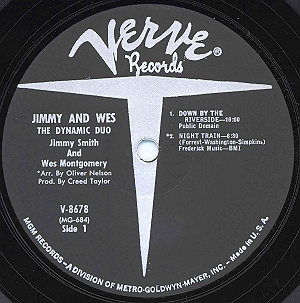 VERVE ®
Records
JIMMY AND WES
THE DYNAMIC DUO
Jimmy Smith
And
Wes Montgomery
*Arr. By Oliver Nelson
Prod. By Creed Taylor
V-8678
(MG-684)
Side 1
1. DOWN BY THE
RIVERSIDE—10:00
Public Domain
*2. NIGHT TRAIN—6:30
(Forrest-Washington-Simpkins)
Frederick Music—BMI
MGM RECORDS—A DIVISION OF METRO-GOLDWYN-MAYER, INC. — Made in U.S.A.